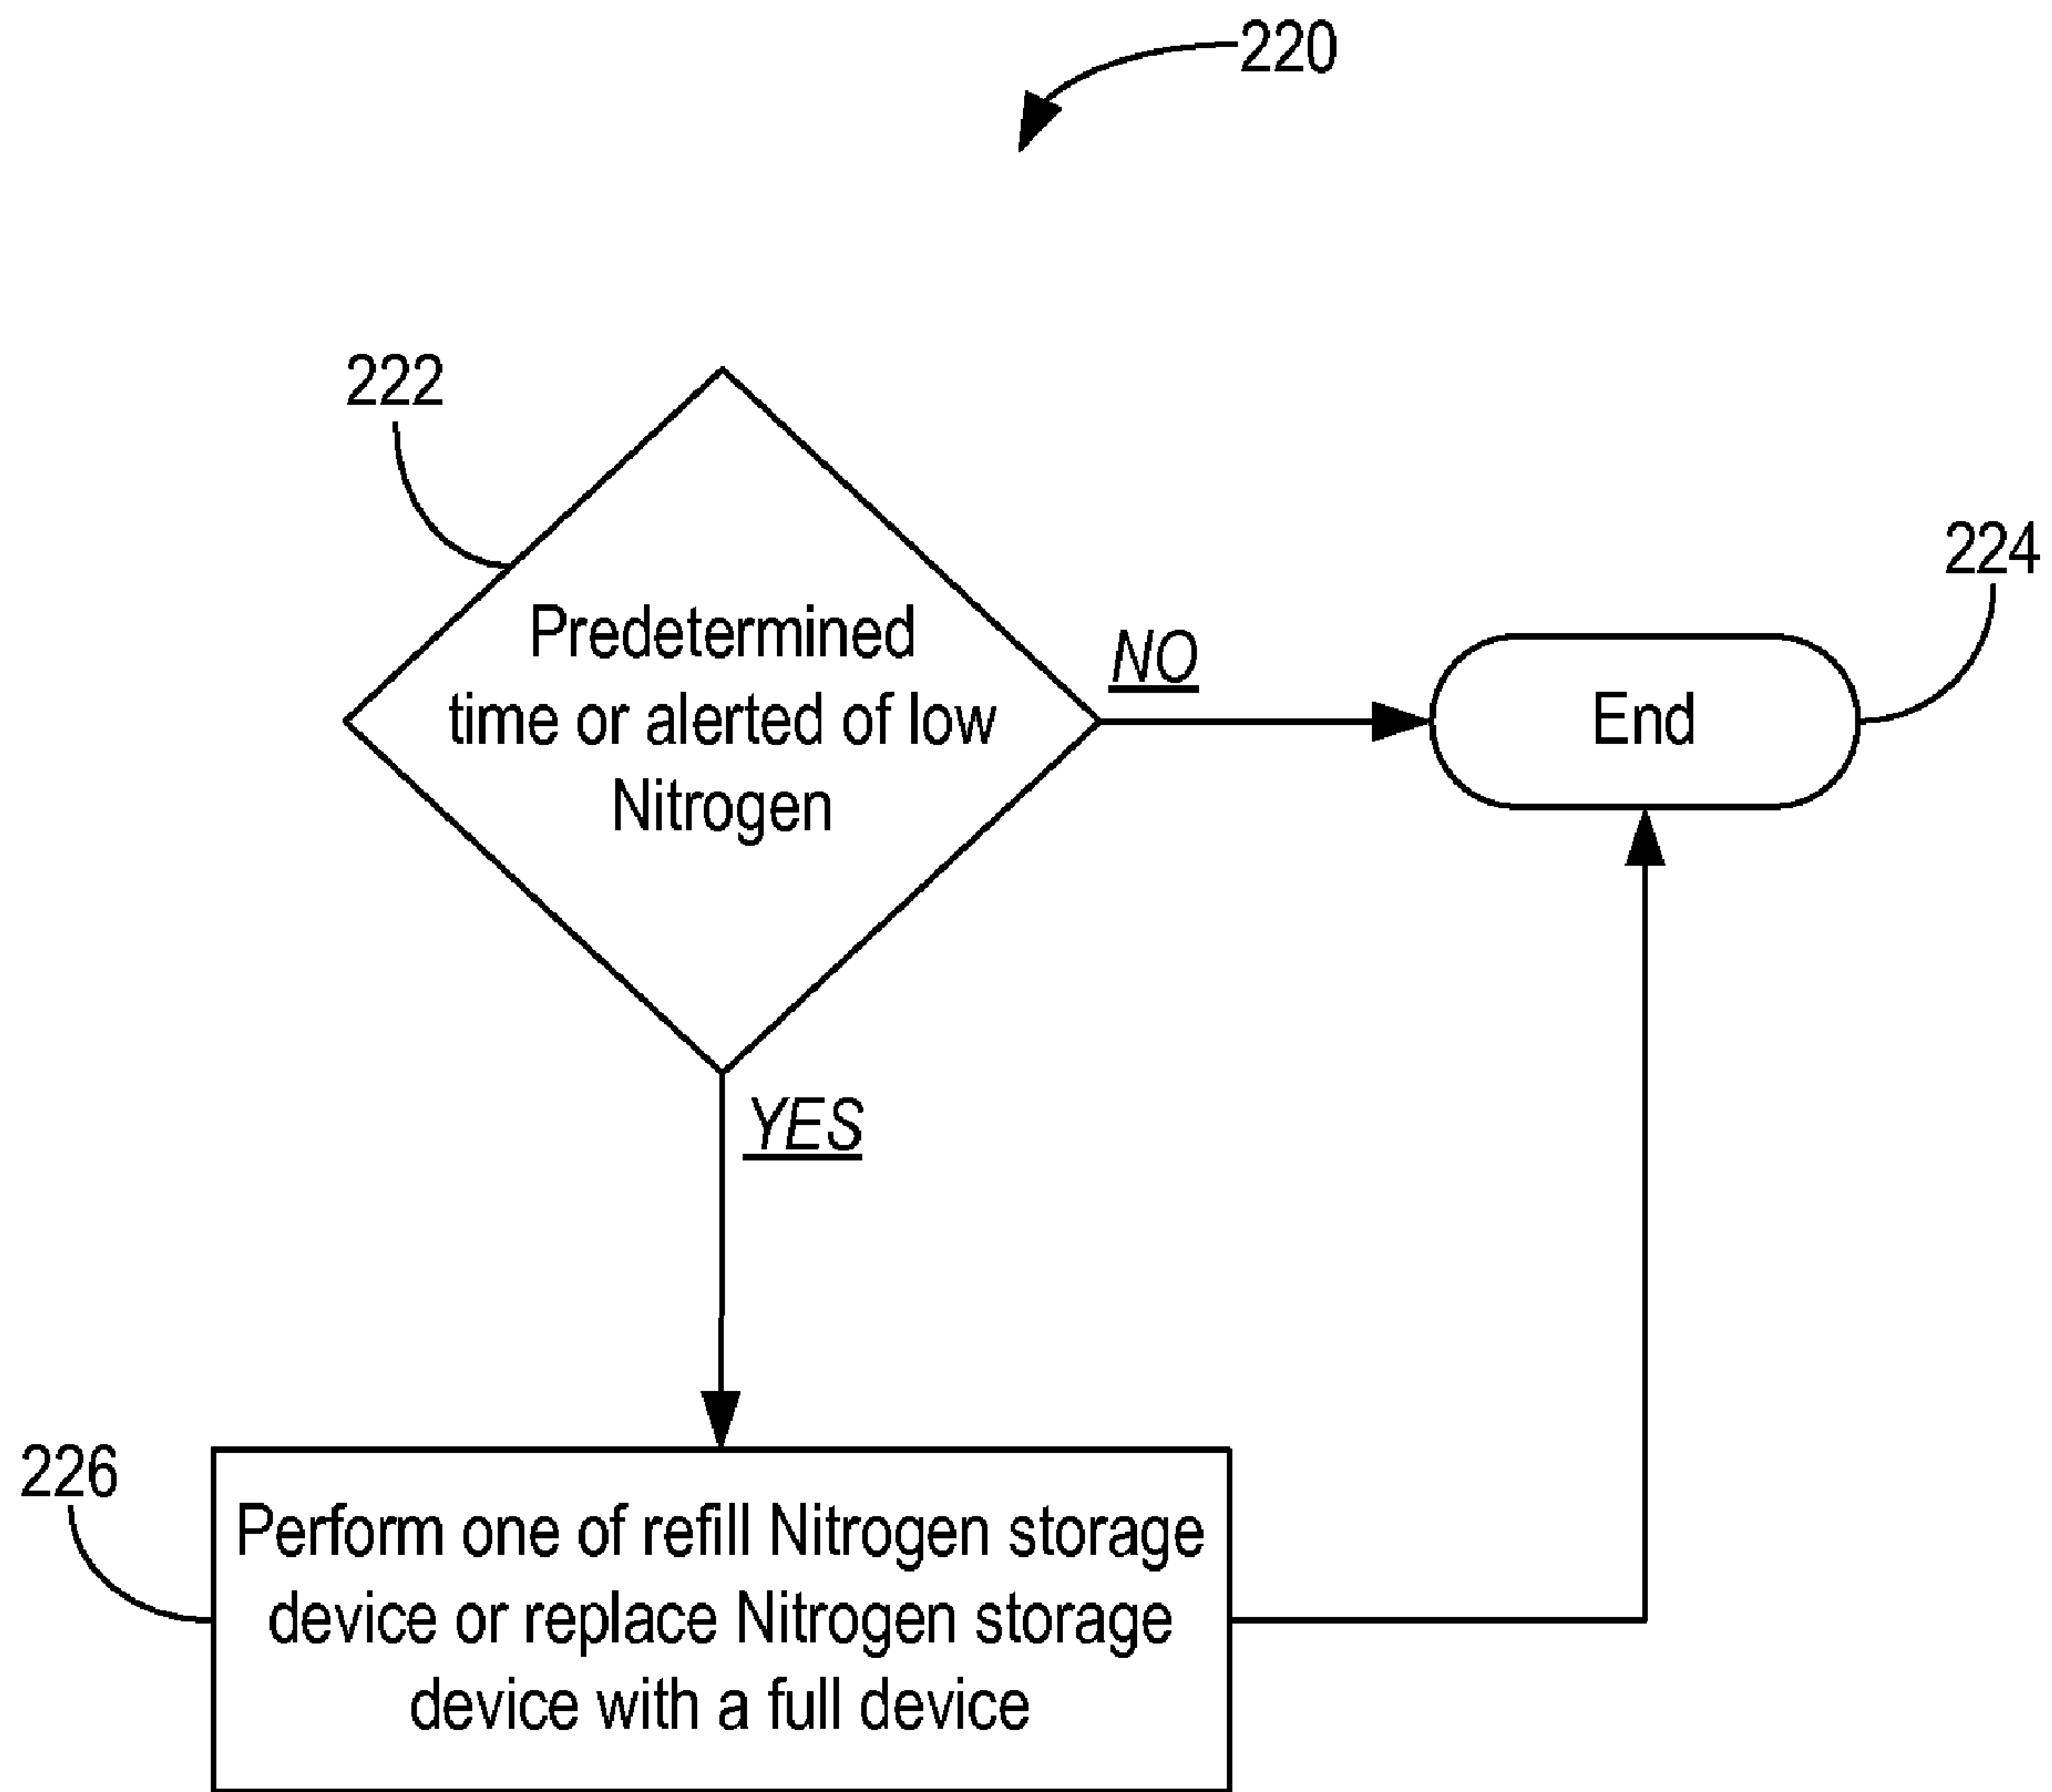 220
222
Predetermined
time or alerted of low
Nitrogen
NO
224
End
YES
226
Perform one of refill Nitrogen storage
device or replace Nitrogen storage
device with a full device